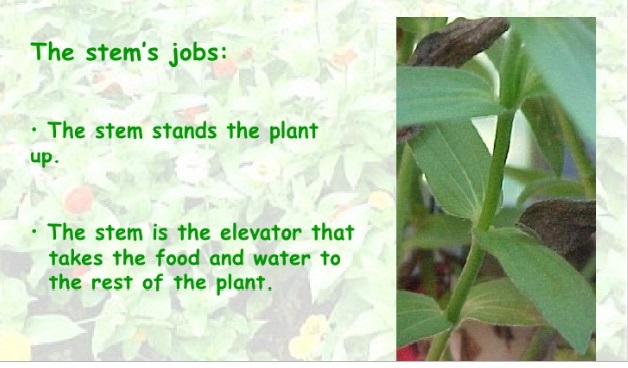 The stem's jobs:
• The stem stands the plant
up.
• The stem is the elevator that
takes the food and water to
the rest of the plant.